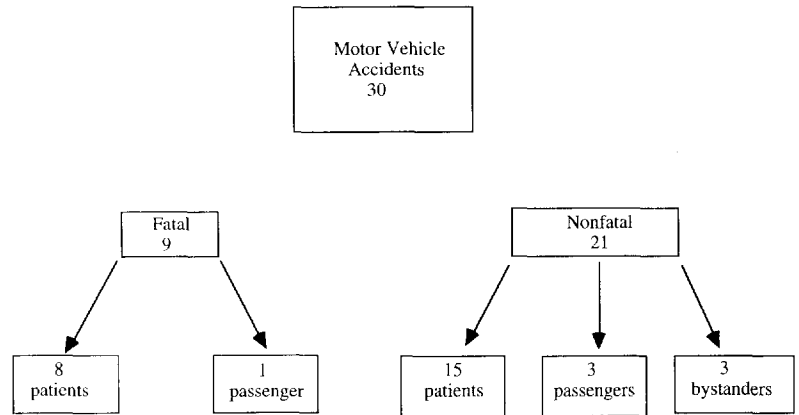 Motor Vehicle
Accidents
30
Fatal
9
Nonfatal
21
8
patients
1
passenger
15
patients
3
passengers
3
bystanders